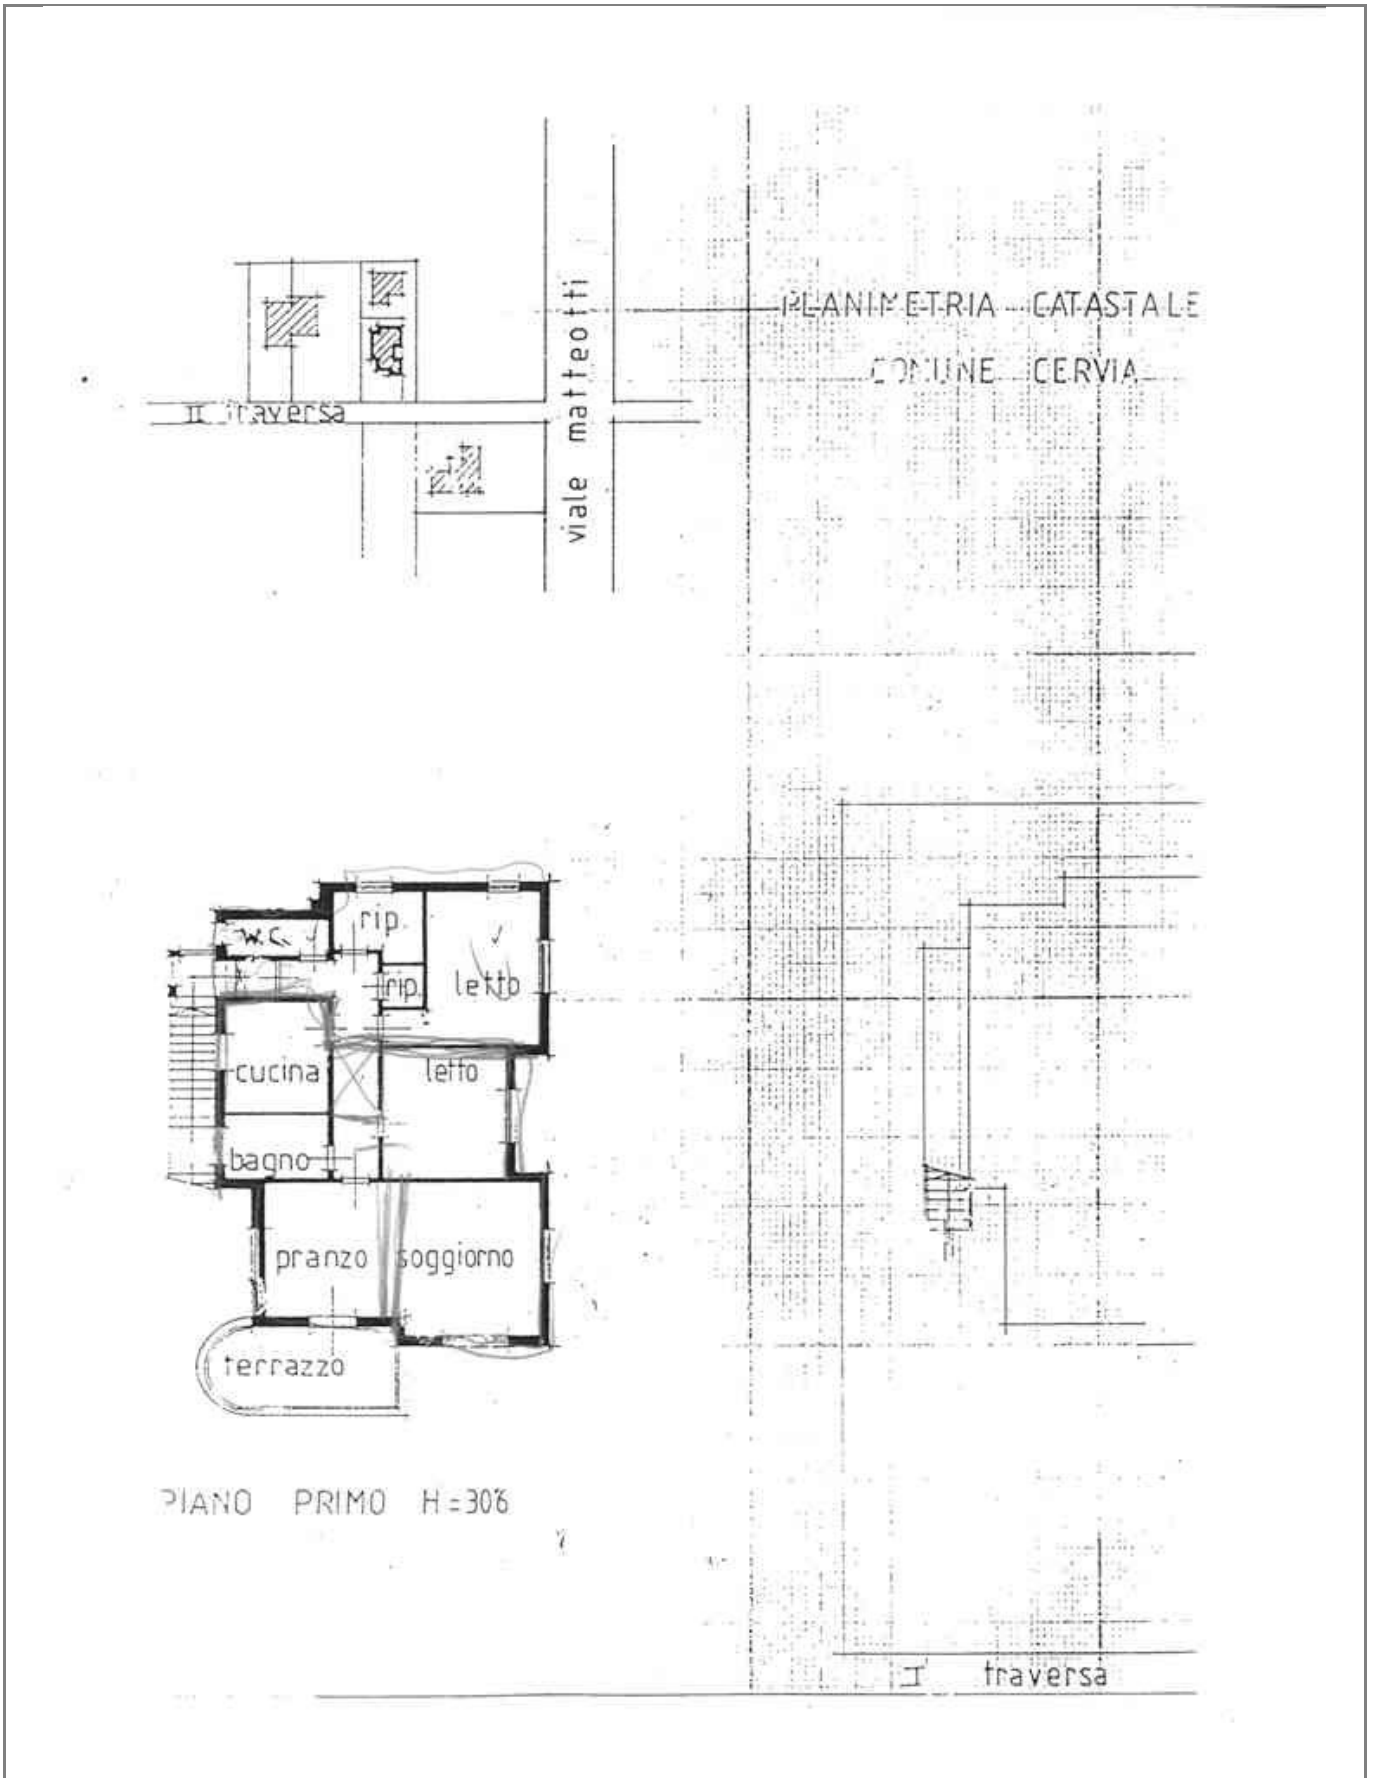 PLANIMETRIA CATASTALE
COMUNE CERVIA
viale matteotti
II traversa
rip.
w.c.
rip.
letto
cucina
letto
bagno
pranzo
soggiorno
terrazzo
PIANO PRIMO H=306
I traversa